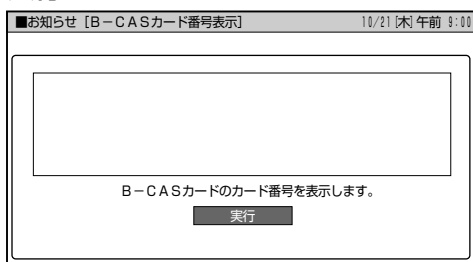 ■お知らせ［B－CASカード番号表示］ 10/21[木]午前 9:00
B－CASカードのカード番号を表示します。
実行